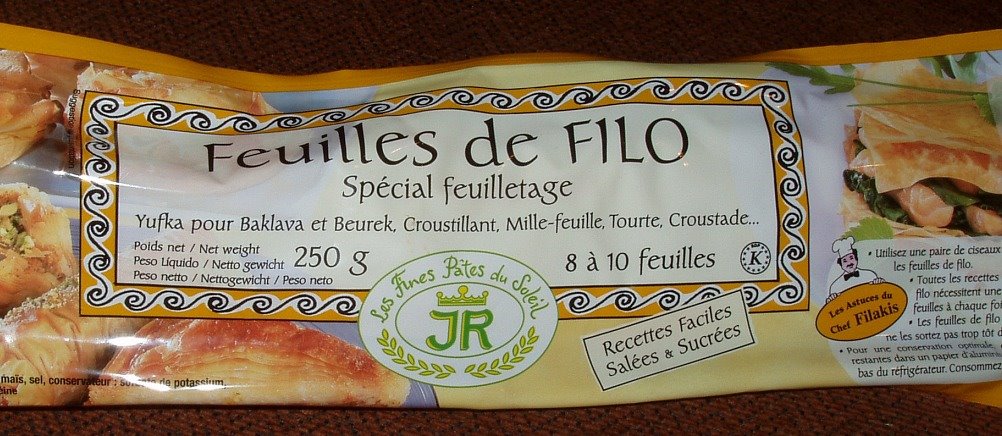 Feuilles de FILO
Spécial feuilletage
Yufka pour Baklava et Beurek, Croustillant, Mille-feuille, Tourte, Croustade...
Poids net / Net weight
Peso Líquido / Netto gewicht
Peso netto / Nettogewicht / Peso neto
250 g
8 à 10 feuilles
K
Les Fines Pâtes du Soleil
JR
Recettes Faciles
Salées & Sucrées
Les Astuces du
Chef Filakis
• Utilisez une paire de ciseaux
les feuilles de filo.
• Toutes les recettes
filo nécessitent une
feuilles à chaque
• Les feuilles de filo
ne les sortez pas trop tôt
• Pour une conservation optimale,
restantes dans un papier
bas du réfrigérateur. Consommez
maïs, sel, conservateur : de potassium,